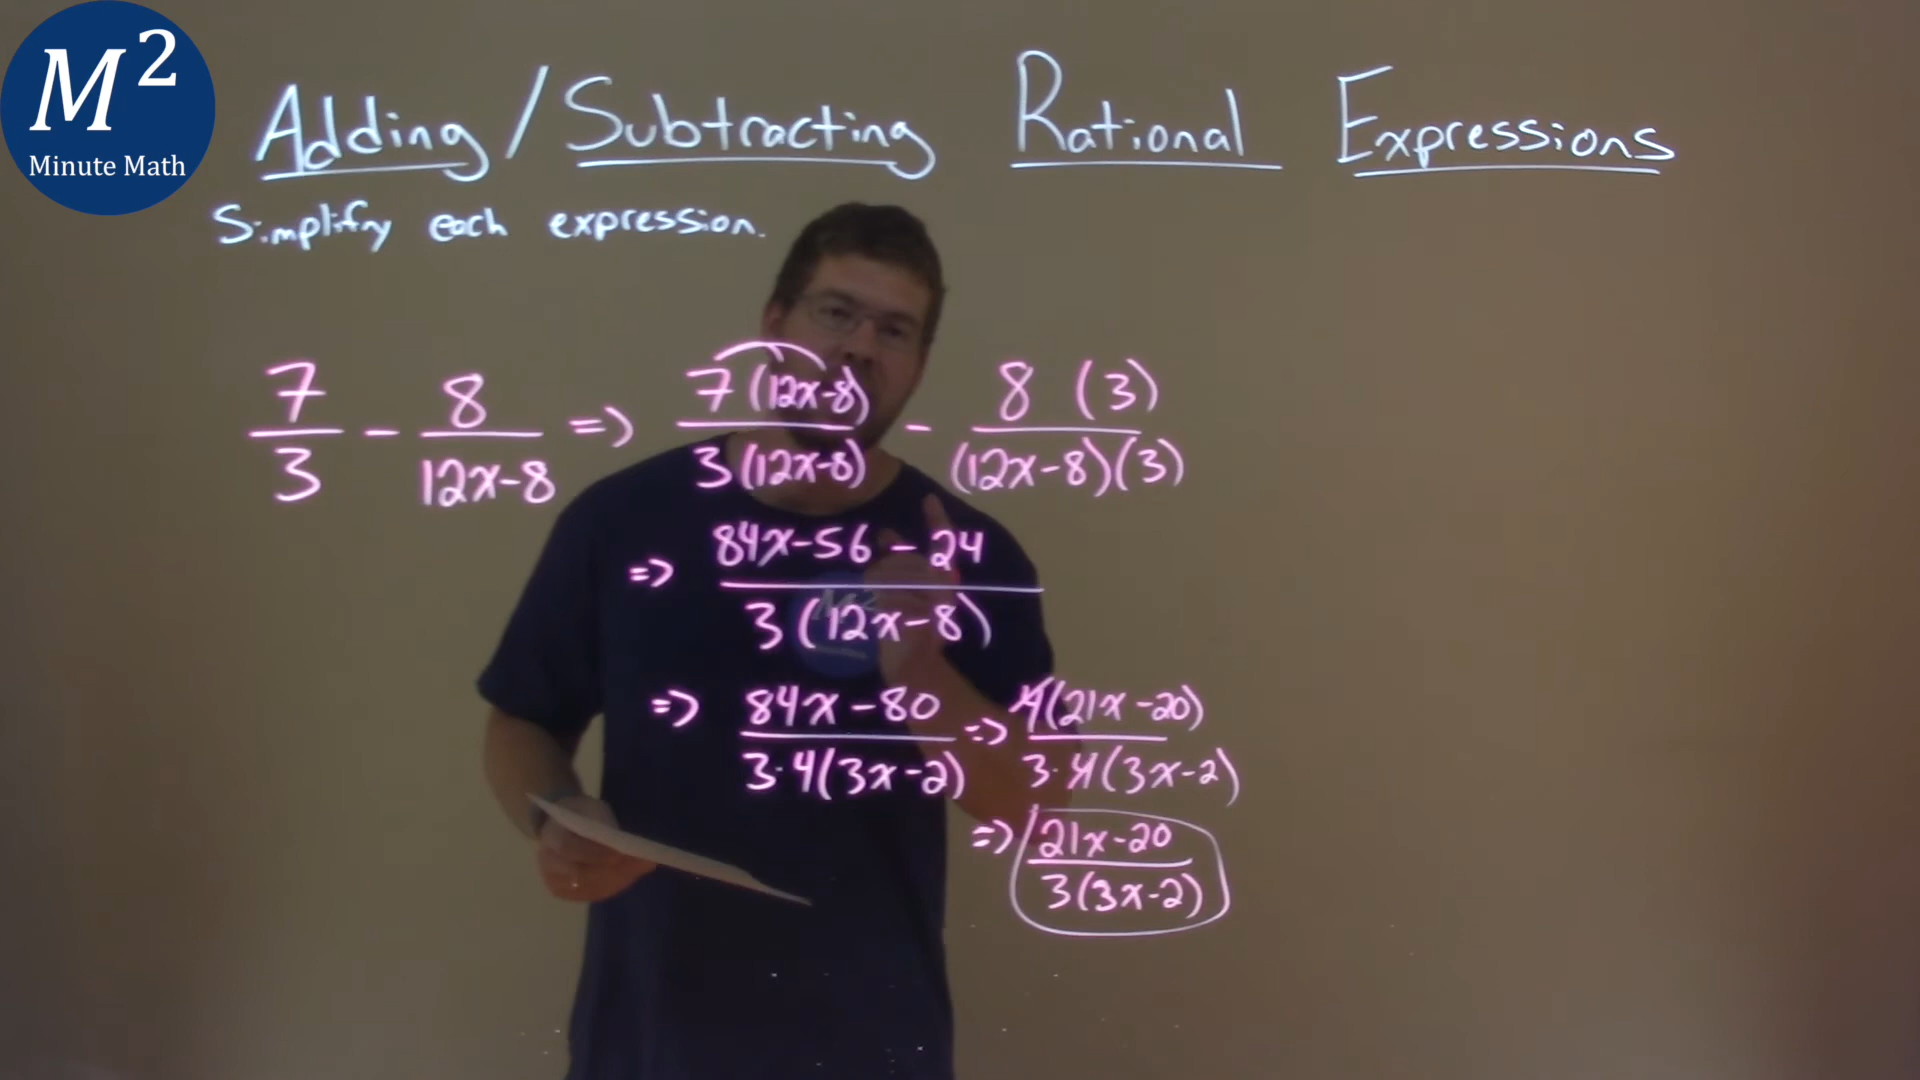 M²
Minute Math
Adding/Subtracting Rational Expressions
Simplify each expression.
7/3 - 8/(12x-8) => 7(12x-8)/3(12x-8) - 8(3)/(12x-8)(3)
=> 84x-56-24/3(12x-8)
=> 84x-80/3·4(3x-2) => 4(21x-20)/3·4(3x-2)
=> 21x-20/3(3x-2)